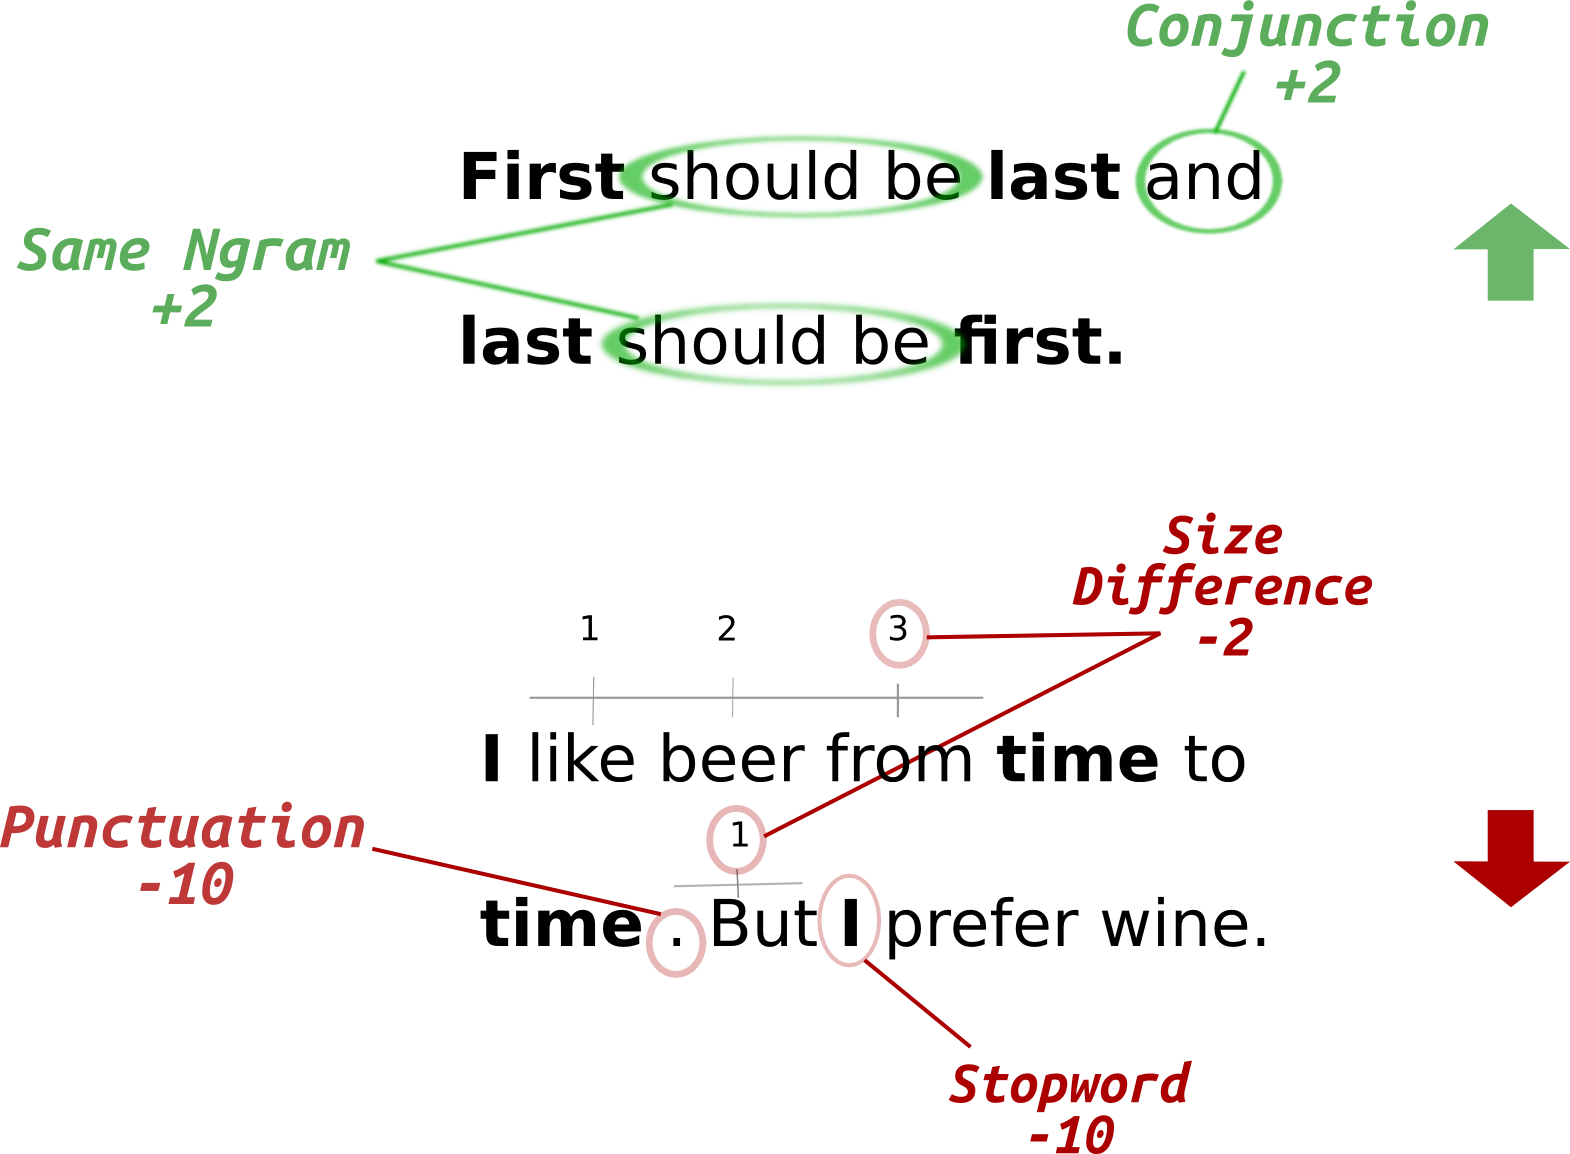 Conjunction
+2
First should be last and
Same Ngram
+2
last should be first.
Size
Difference
-2
1 2 3
I like beer from time to
Punctuation
-10
1
time . But I prefer wine.
Stopword
-10